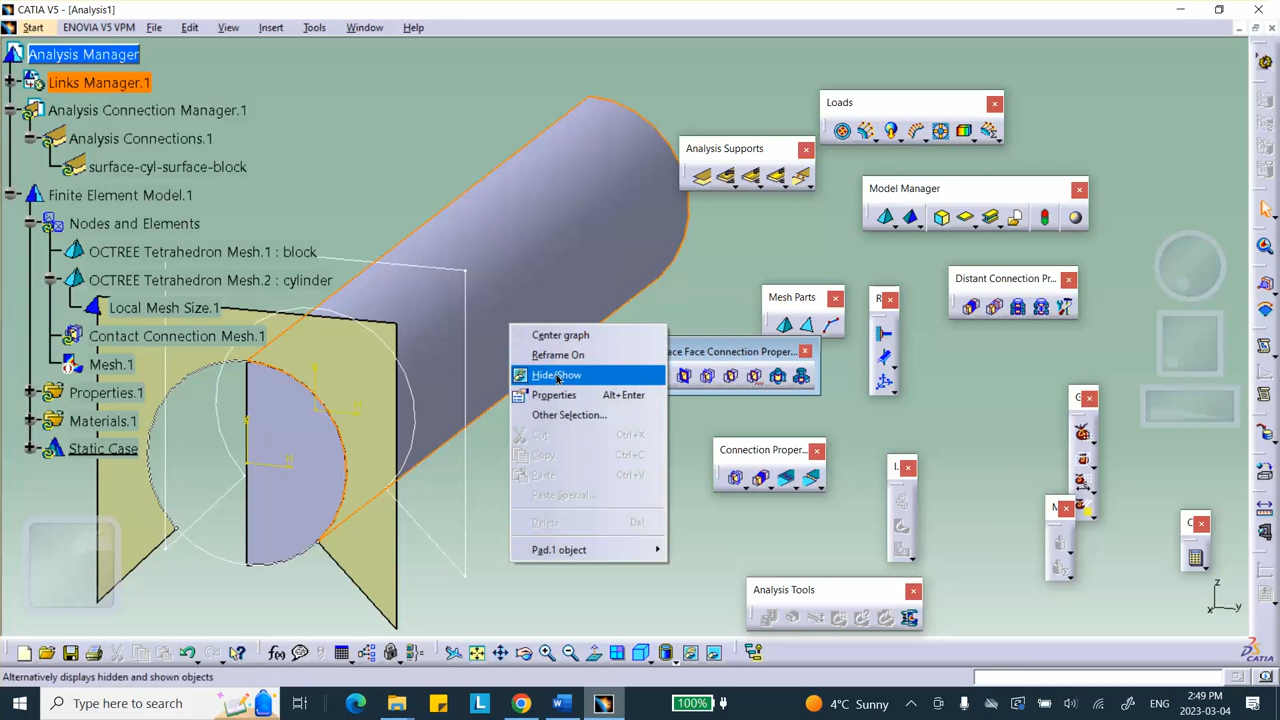 CATIA V5 - [Analysis1]
Start ENOVIA V5 VPM File Edit View Insert Tools Window Help
Analysis Manager
Links Manager.1
Analysis Connection Manager.1
Analysis Connections.1
surface-cyl-surface-block
Finite Element Model.1
Nodes and Elements
OCTREE Tetrahedron Mesh.1 : block
OCTREE Tetrahedron Mesh.2 : cylinder
Local Mesh Size.1
Contact Connection Mesh.1
Mesh.1
Properties.1
Materials.1
Static Case
Loads
Analysis Supports
Model Manager
Distant Connection Pr...
Mesh Parts
R
ace Face Connection Proper...
Center graph
Reframe On
Hide/Show
Properties Alt+Enter
Other Selection...
Cut Ctrl+X
Copy Ctrl+C
Paste Ctrl+V
Paste Special...
Delete Del
Pad.1 object
Connection Proper...
I.
Analysis Tools
z
x y
CATIA
Alternatively displays hidden and shown objects
Type here to search
100%
4°C Sunny
ENG
2:49 PM
2023-03-04